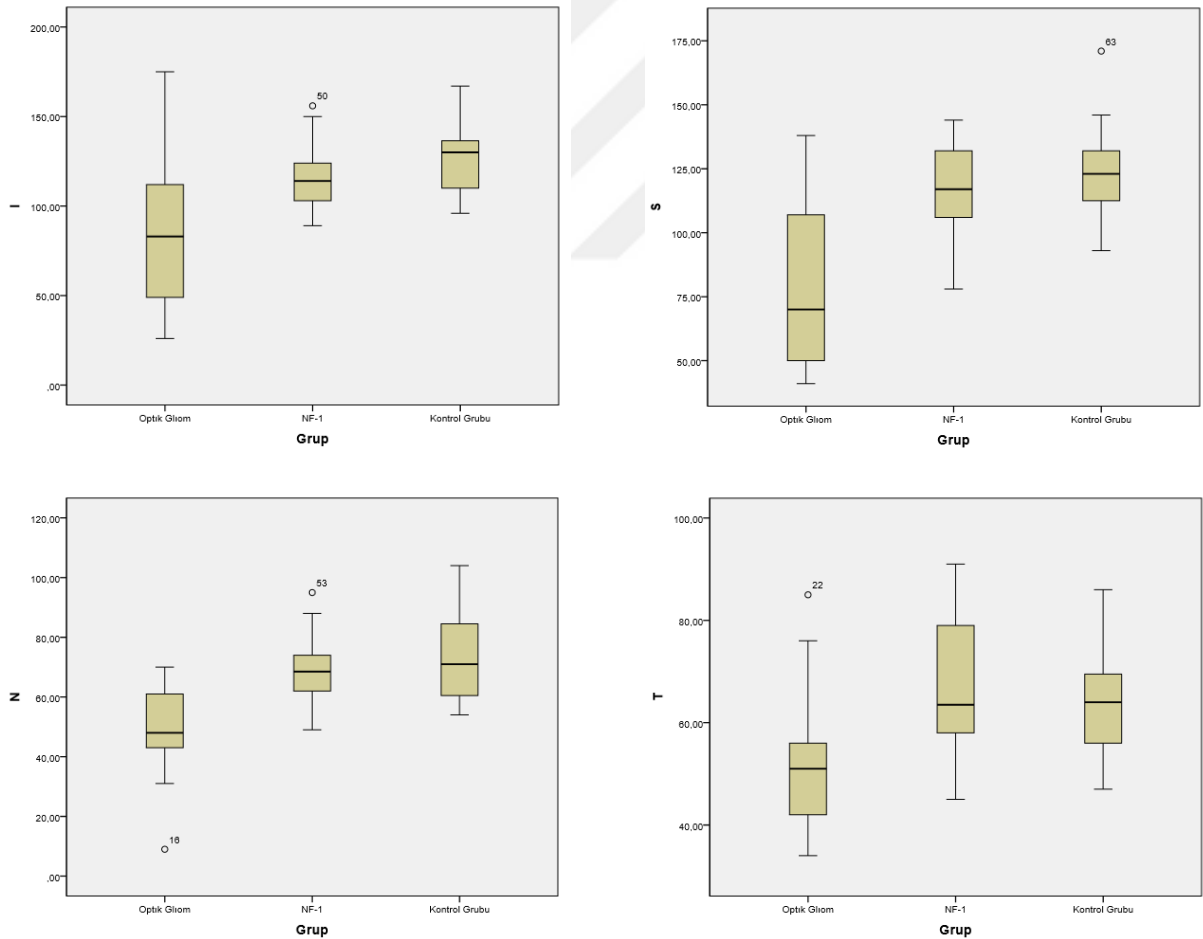 I
200,00
150,00
100,00
50,00
,00
50
Optik Gliom
NF-1
Kontrol Grubu
Grup
S
175,00
150,00
125,00
100,00
75,00
50,00
63
Optik Gliom
NF-1
Kontrol Grubu
Grup
N
120,00
100,00
80,00
60,00
40,00
20,00
,00
53
16
Optik Gliom
NF-1
Kontrol Grubu
Grup
T
100,00
80,00
60,00
40,00
22
Optik Gliom
NF-1
Kontrol Grubu
Grup